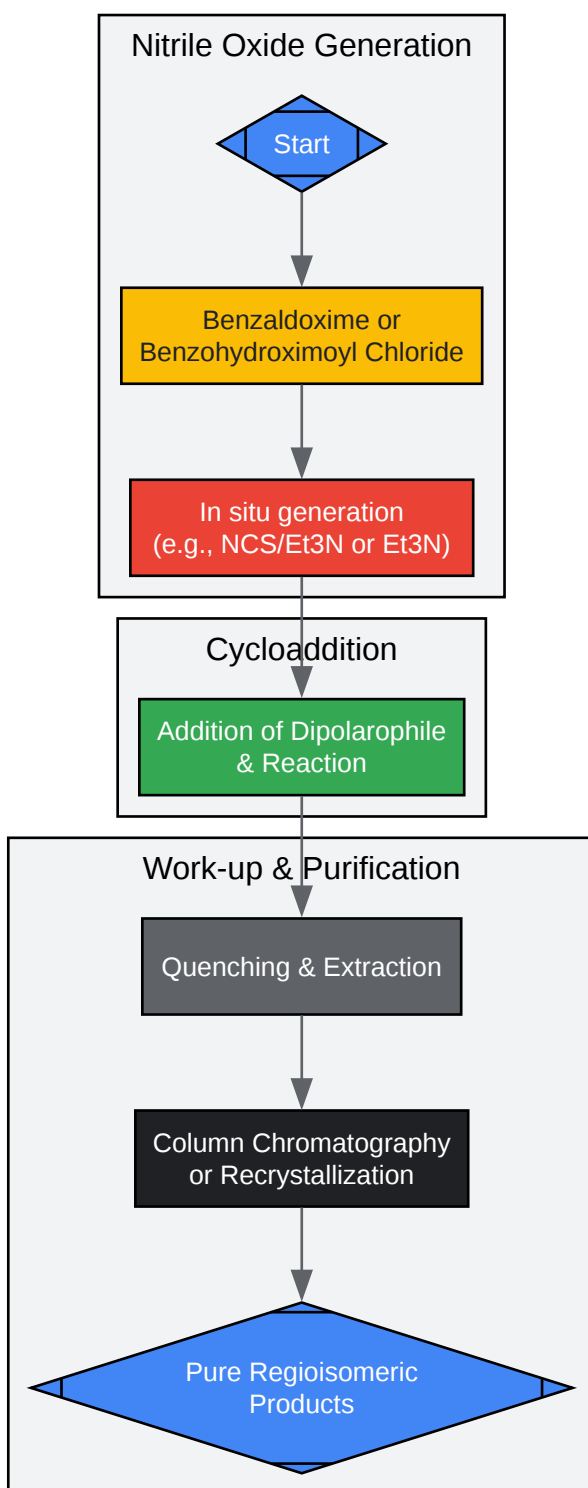 Nitrile Oxide Generation
Start
Benzaldoxime or
Benzohydroximoyl Chloride
In situ generation
(e.g., NCS/Et3N or Et3N)
Cycloaddition
Addition of Dipolarophile
& Reaction
Work-up & Purification
Quenching & Extraction
Column Chromatography
or Recrystallization
Pure Regioisomeric
Products